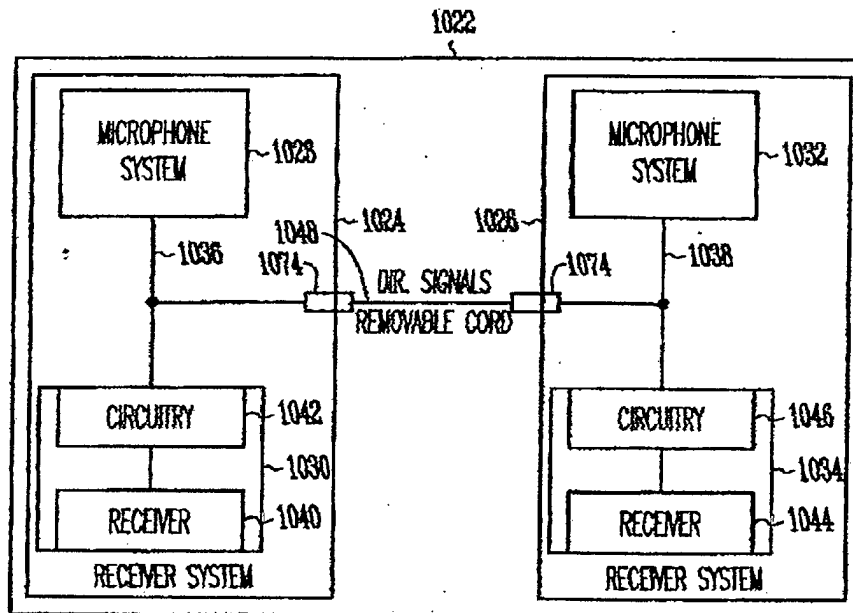 1022
MICROPHONE
SYSTEM
1028
MICROPHONE
SYSTEM
1032
1036
1048
1024
1026
1038
1074
DIR. SIGNALS
1074
REMOVABLE CORD
CIRCUITRY
1042
CIRCUITRY
1046
1030
1034
RECEIVER
1040
RECEIVER
1044
RECEIVER SYSTEM
RECEIVER SYSTEM